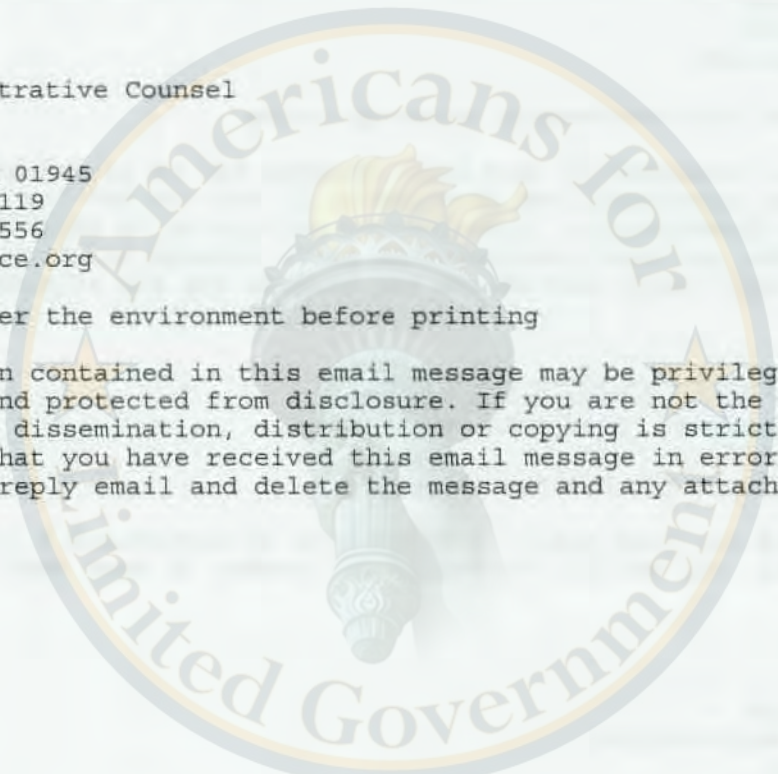 trative Counsel
01945
119
556
ce.org
er the environment before printing
n contained in this email message may be privileg
nd protected from disclosure. If you are not the
dissemination, distribution or copying is strict
hat you have received this email message in error
reply email and delete the message and any attach
Americans for
Limited Government